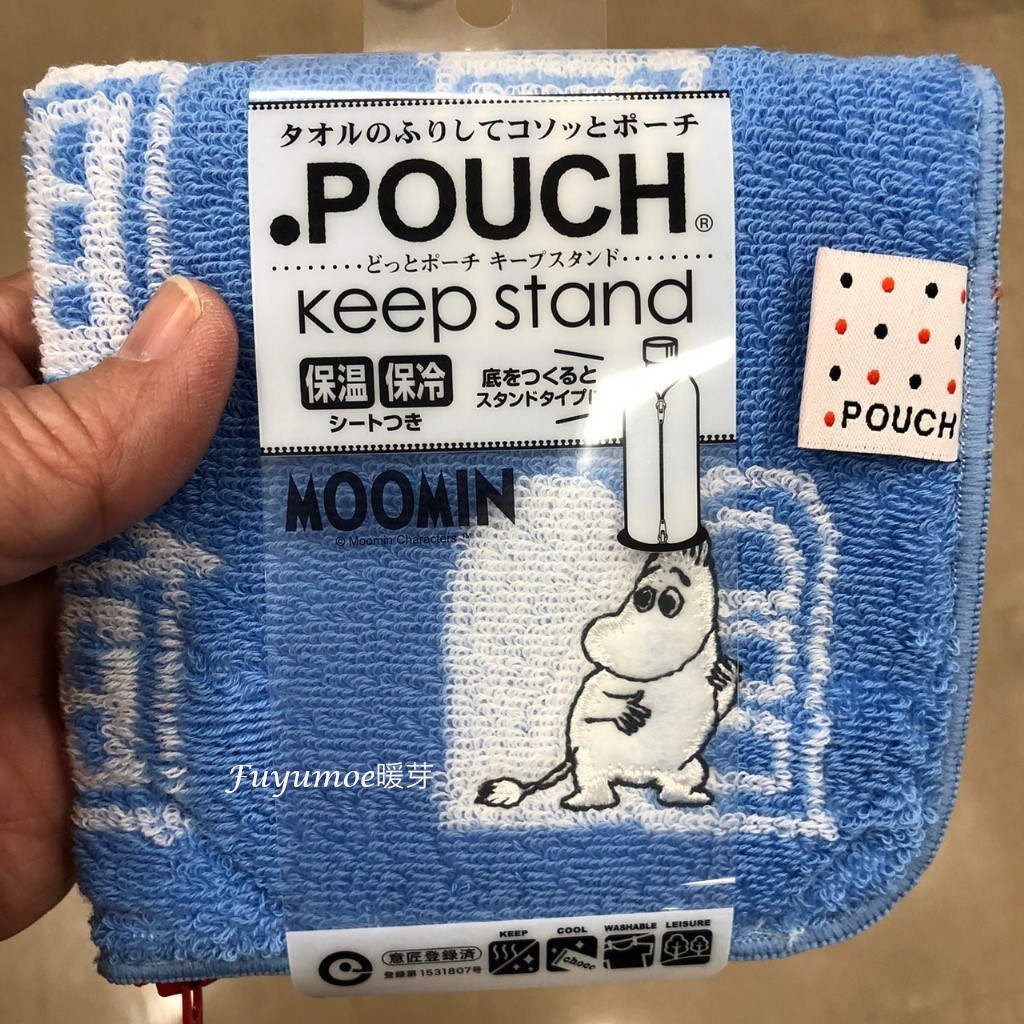 タオルのふりしてコソッとポーチ
.POUCH®
どっとポーチ キープスタンド
Keep stand
保温 保冷
シートつき
底をつくると
スタンドタイプに
POUCH
MOOMIN
© Moomin Characters™
Fuyumoe暖芽
KEEP COOL WASHABLE LEISURE
意匠登録済
登録第1531807号
choco